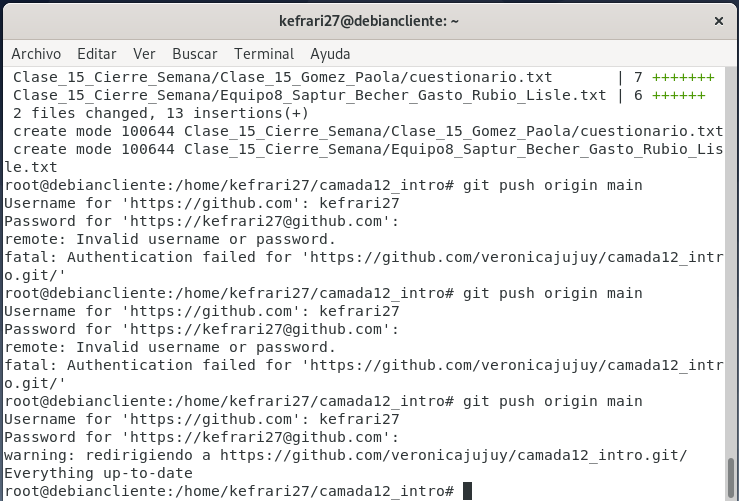 kefrari27@debiancliente: ~
×
Archivo Editar Ver Buscar Terminal Ayuda
Clase_15_Cierre_Semana/Clase_15_Gomez_Paola/cuestionario.txt | 7 +++++++
Clase_15_Cierre_Semana/Equipo8_Saptur_Becher_Gasto_Rubio_Lisle.txt | 6 ++++++
2 files changed, 13 insertions(+)
create mode 100644 Clase_15_Cierre_Semana/Clase_15_Gomez_Paola/cuestionario.txt
create mode 100644 Clase_15_Cierre_Semana/Equipo8_Saptur_Becher_Gasto_Rubio_Lis
le.txt
root@debiancliente:/home/kefrari27/camada12_intro# git push origin main
Username for 'https://github.com': kefrari27
Password for 'https://kefrari27@github.com':
remote: Invalid username or password.
fatal: Authentication failed for 'https://github.com/veronicajujuy/camada12_intr
o.git/'
root@debiancliente:/home/kefrari27/camada12_intro# git push origin main
Username for 'https://github.com': kefrari27
Password for 'https://kefrari27@github.com':
remote: Invalid username or password.
fatal: Authentication failed for 'https://github.com/veronicajujuy/camada12_intr
o.git/'
root@debiancliente:/home/kefrari27/camada12_intro# git push origin main
Username for 'https://github.com': kefrari27
Password for 'https://kefrari27@github.com':
warning: redirigiendo a https://github.com/veronicajujuy/camada12_intro.git/
Everything up-to-date
root@debiancliente:/home/kefrari27/camada12_intro#